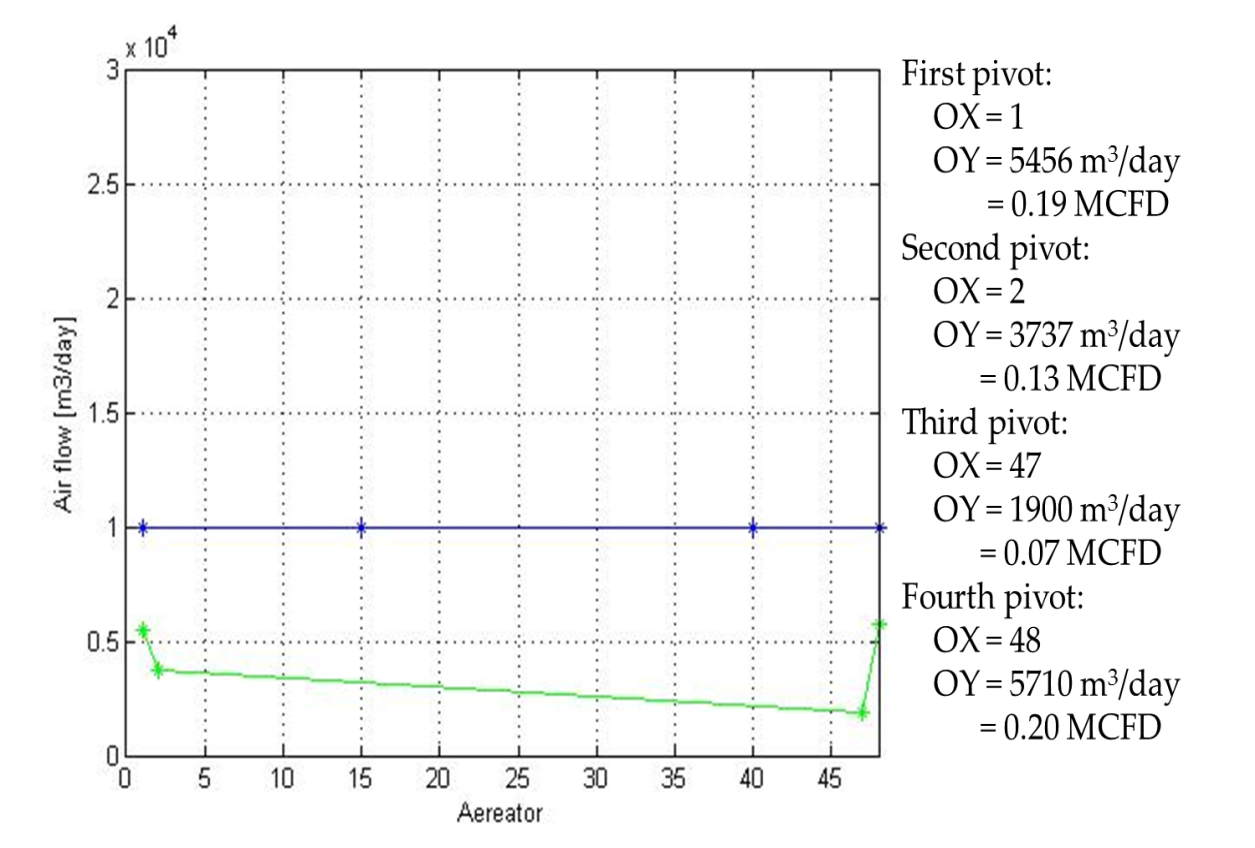 x 10⁴
3
2.5
2
1.5
1
0.5
0
Air flow [m3/day]
0 5 10 15 20 25 30 35 40 45
Aereator
First pivot:
OX = 1
OY = 5456 m³/day
= 0.19 MCFD
Second pivot:
OX = 2
OY = 3737 m³/day
= 0.13 MCFD
Third pivot:
OX = 47
OY = 1900 m³/day
= 0.07 MCFD
Fourth pivot:
OX = 48
OY = 5710 m³/day
= 0.20 MCFD